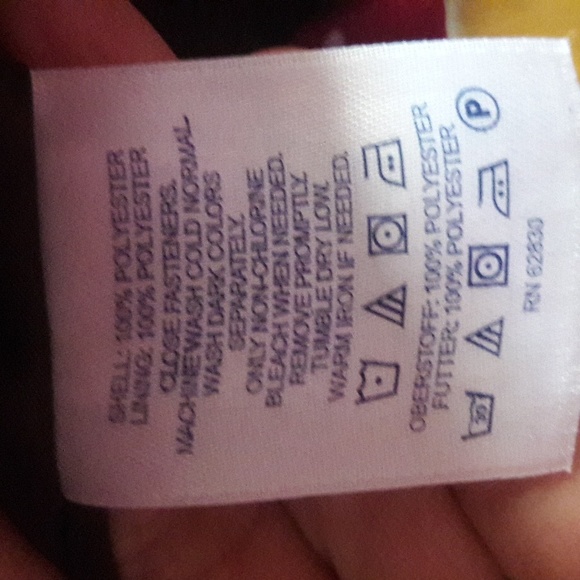 SHELL: 100% POLYESTER
LINING: 100% POLYESTER
CLOSE FASTENERS.
MACHINE WASH COLD NORMAL
WASH DARK COLORS
SEPARATELY.
ONLY NON-CHLORINE
BLEACH WHEN NEEDED.
REMOVE PROMPTLY.
TUMBLE DRY LOW.
WARM IRON IF NEEDED.
OBERSTOFF: 100% POLYESTER
FUTTER: 100% POLYESTER
30 P
RN 62830